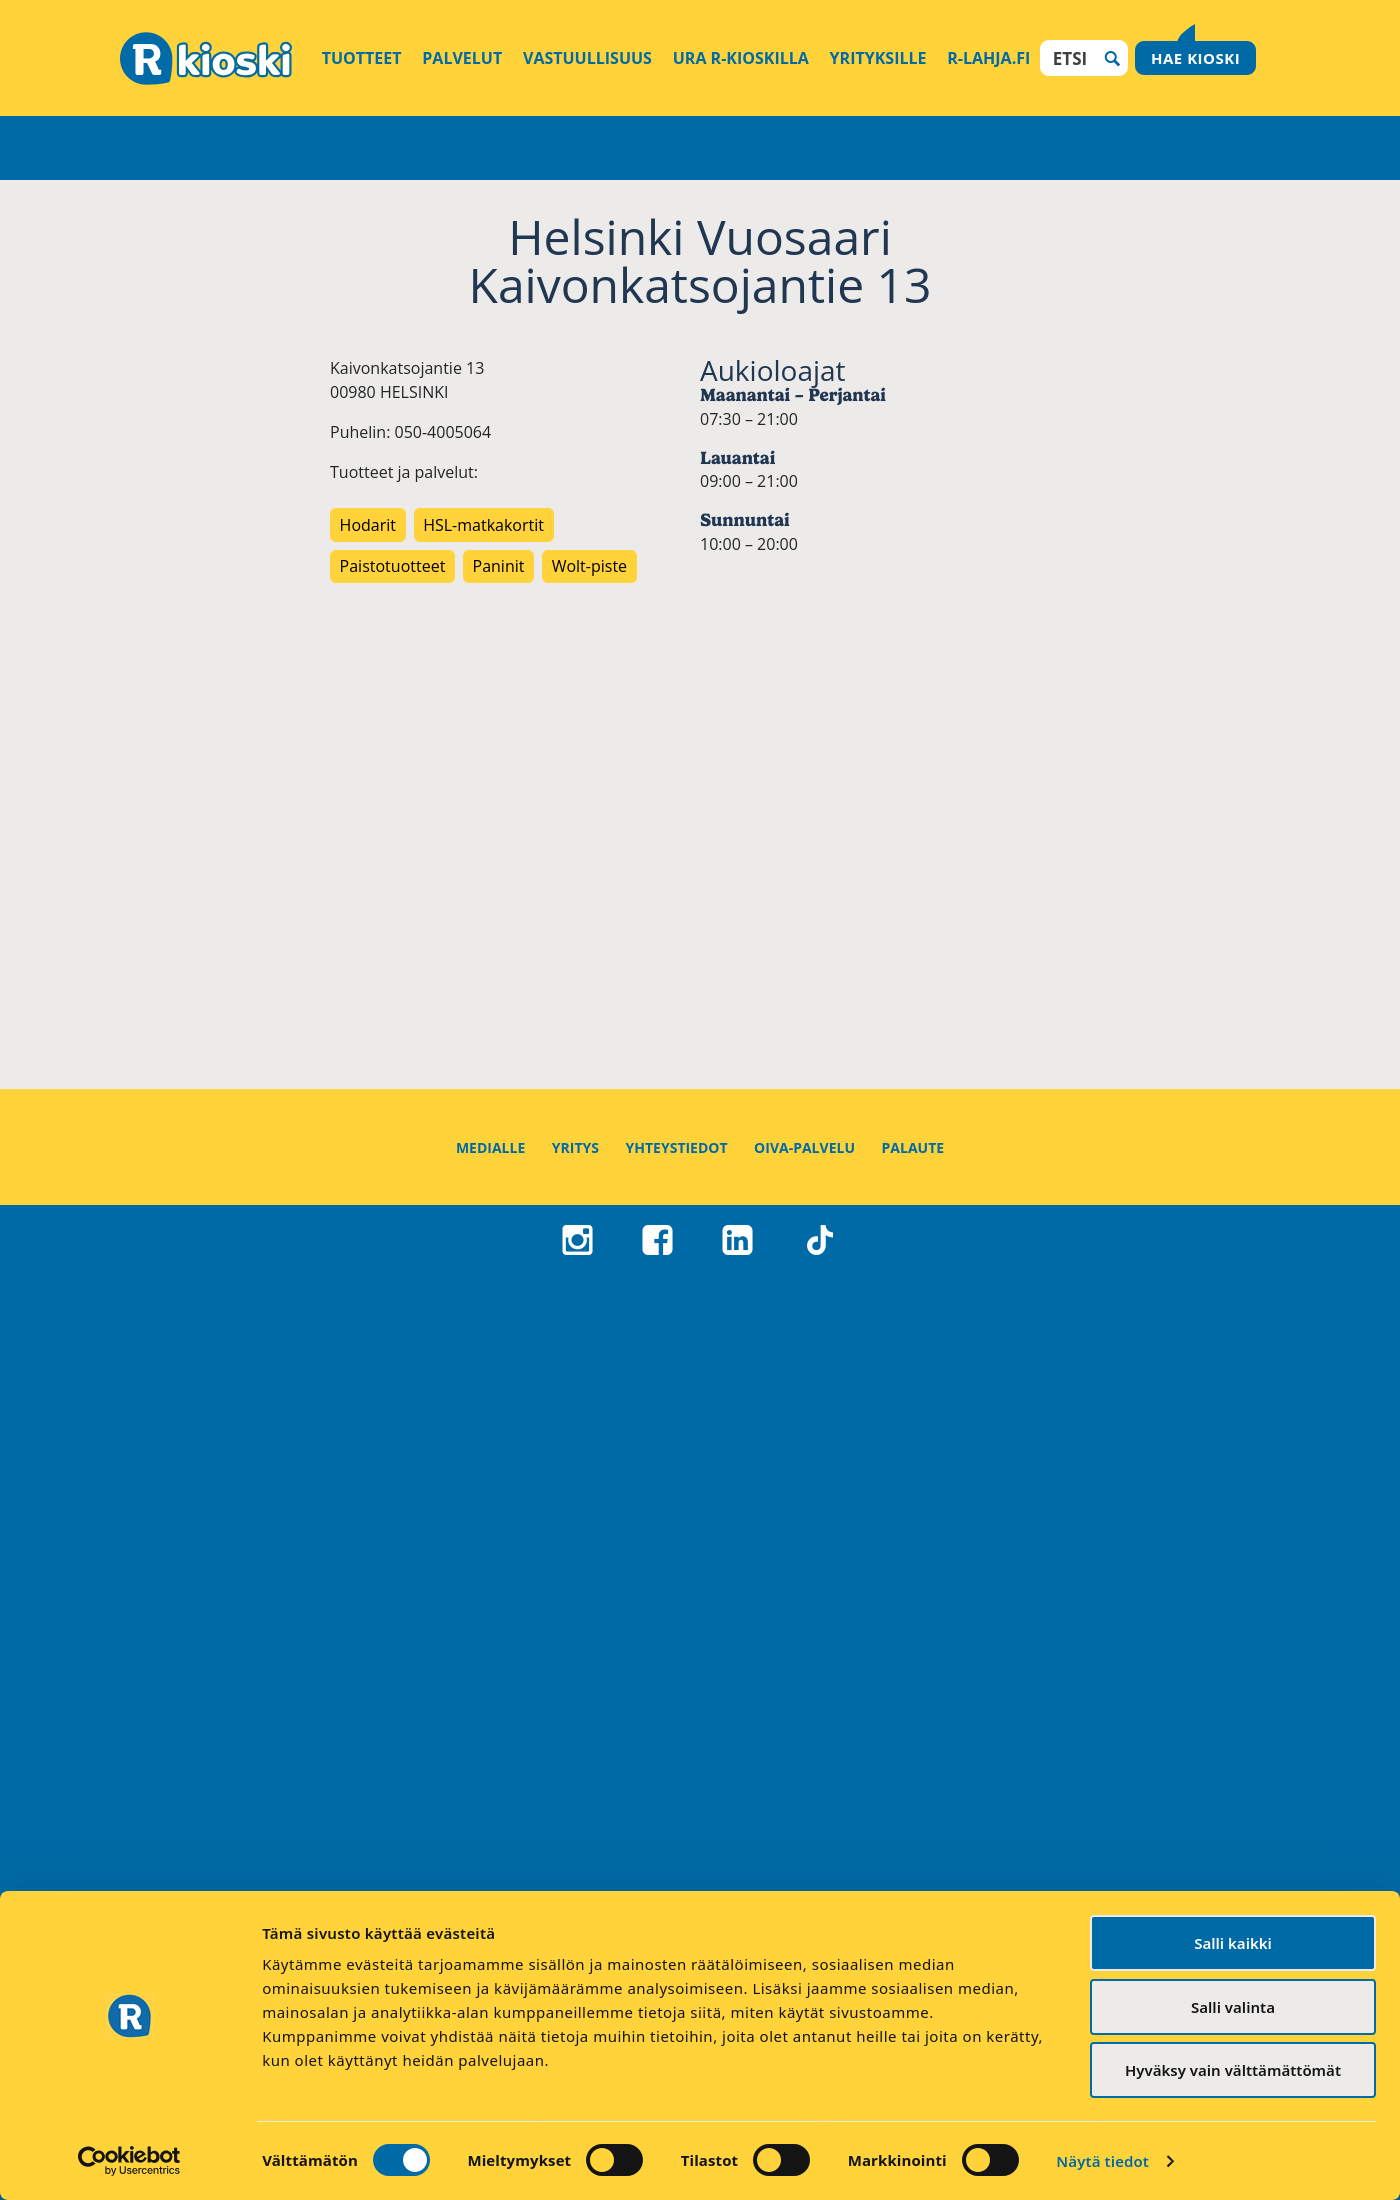 R kioski
TUOTTEET PALVELUT VASTUULLISUUS URA R-KIOSKILLA YRITYKSILLE R-LAHJA.FI ETSI HAE KIOSKI
Helsinki Vuosaari
Kaivonkatsojantie 13
Kaivonkatsojantie 13
00980 HELSINKI
Puhelin: 050-4005064
Tuotteet ja palvelut:
Hodarit HSL-matkakortit
Paistotuotteet Paninit Wolt-piste
Aukioloajat
Maanantai – Perjantai
07:30 – 21:00
Lauantai
09:00 – 21:00
Sunnuntai
10:00 – 20:00
MEDIALLE YRITYS YHTEYSTIEDOT OIVA-PALVELU PALAUTE
R
Tämä sivusto käyttää evästeitä
Käytämme evästeitä tarjoamamme sisällön ja mainosten räätälöimiseen, sosiaalisen median
ominaisuuksien tukemiseen ja kävijämäärämme analysoimiseen. Lisäksi jaamme sosiaalisen median,
mainosalan ja analytiikka-alan kumppaneillemme tietoja siitä, miten käytät sivustoamme.
Kumppanimme voivat yhdistää näitä tietoja muihin tietoihin, joita olet antanut heille tai joita on kerätty,
kun olet käyttänyt heidän palvelujaan.
Salli kaikki
Salli valinta
Hyväksy vain välttämättömät
Cookiebot
by Usercentrics
Välttämätön Mieltymykset Tilastot Markkinointi Näytä tiedot